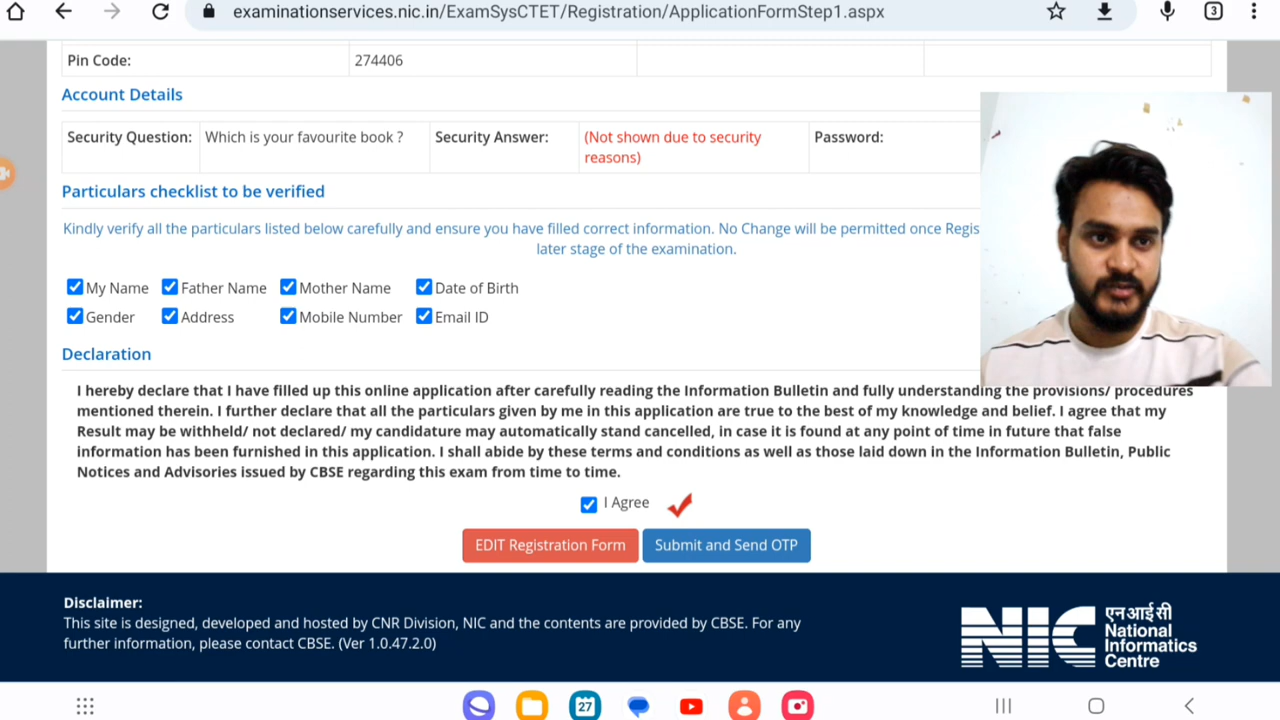 examinationservices.nic.in/ExamSysCTET/Registration/ApplicationFormStep1.aspx
3
Pin Code: 274406
Account Details
Security Question: Which is your favourite book ? Security Answer: (Not shown due to security reasons) Password:
Particulars checklist to be verified
Kindly verify all the particulars listed below carefully and ensure you have filled correct information. No Change will be permitted once Regis
later stage of the examination.
My Name Father Name Mother Name Date of Birth
Gender Address Mobile Number Email ID
Declaration
I hereby declare that I have filled up this online application after carefully reading the Information Bulletin and fully understanding the provisions/ procedures
mentioned therein. I further declare that all the particulars given by me in this application are true to the best of my knowledge and belief. I agree that my
Result may be withheld/ not declared/ my candidature may automatically stand cancelled, in case it is found at any point of time in future that false
information has been furnished in this application. I shall abide by these terms and conditions as well as those laid down in the Information Bulletin, Public
Notices and Advisories issued by CBSE regarding this exam from time to time.
I Agree
EDIT Registration Form Submit and Send OTP
Disclaimer:
This site is designed, developed and hosted by CNR Division, NIC and the contents are provided by CBSE. For any
further information, please contact CBSE. (Ver 1.0.47.2.0)
NIC
एन आई सी
National
Informatics
Centre
27